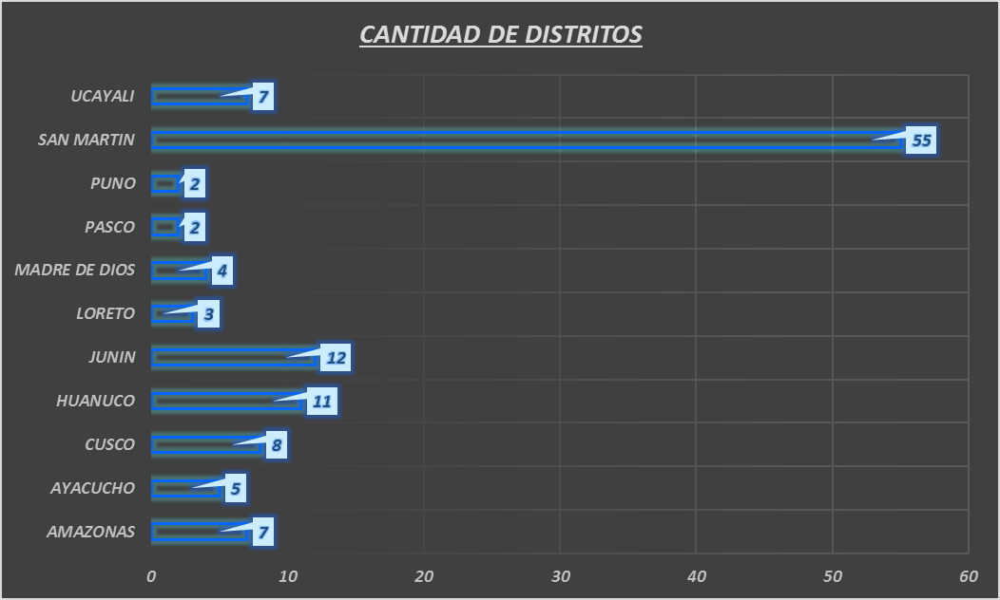 CANTIDAD DE DISTRITOS
UCAYALI 7
SAN MARTIN 55
PUNO 2
PASCO 2
MADRE DE DIOS 4
LORETO 3
JUNIN 12
HUANUCO 11
CUSCO 8
AYACUCHO 5
AMAZONAS 7
0 10 20 30 40 50 60